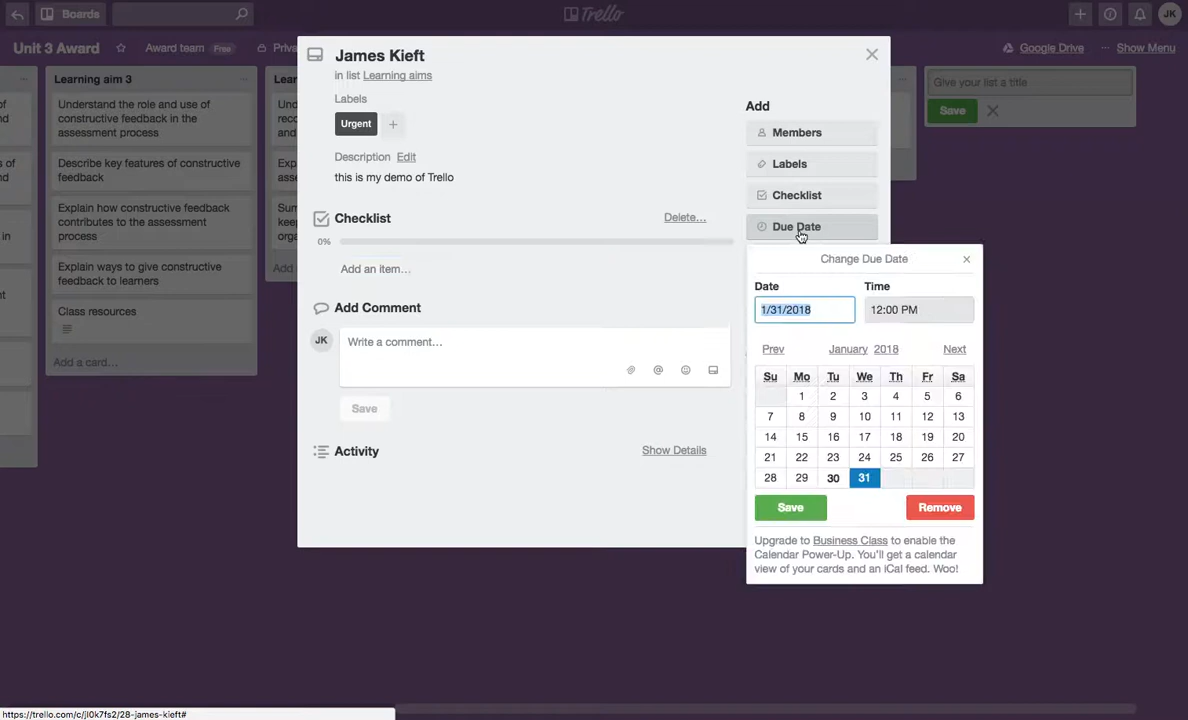 Boards
Trello
JK
Unit 3 Award
Award team Free
Google Drive
... Show Menu
Learning aim 3
Understand the role and use of
constructive feedback in the
assessment process
Describe key features of constructive
feedback
Explain how constructive feedback
contributes to the assessment
process
Explain ways to give constructive
feedback to learners
Class resources
Add a card...
James Kieft
in list Learning aims
Labels
Urgent
Description Edit
this is my demo of Trello
Checklist
Delete...
0%
Add an item...
Add Comment
JK
Write a comment...
Save
Activity
Show Details
Add
Members
Labels
Checklist
Due Date
Change Due Date
Date Time
1/31/2018 12:00 PM
Prev January 2018 Next
Su Mo Tu We Th Fr Sa
1 2 3 4 5 6
7 8 9 10 11 12 13
14 15 16 17 18 19 20
21 22 23 24 25 26 27
28 29 30 31
Save Remove
Upgrade to Business Class to enable the
Calendar Power-Up. You'll get a calendar
view of your cards and an iCal feed. Woo!
Give your list a title
Save
https://trello.com/c/jI0k7fs2/28-james-kieft#